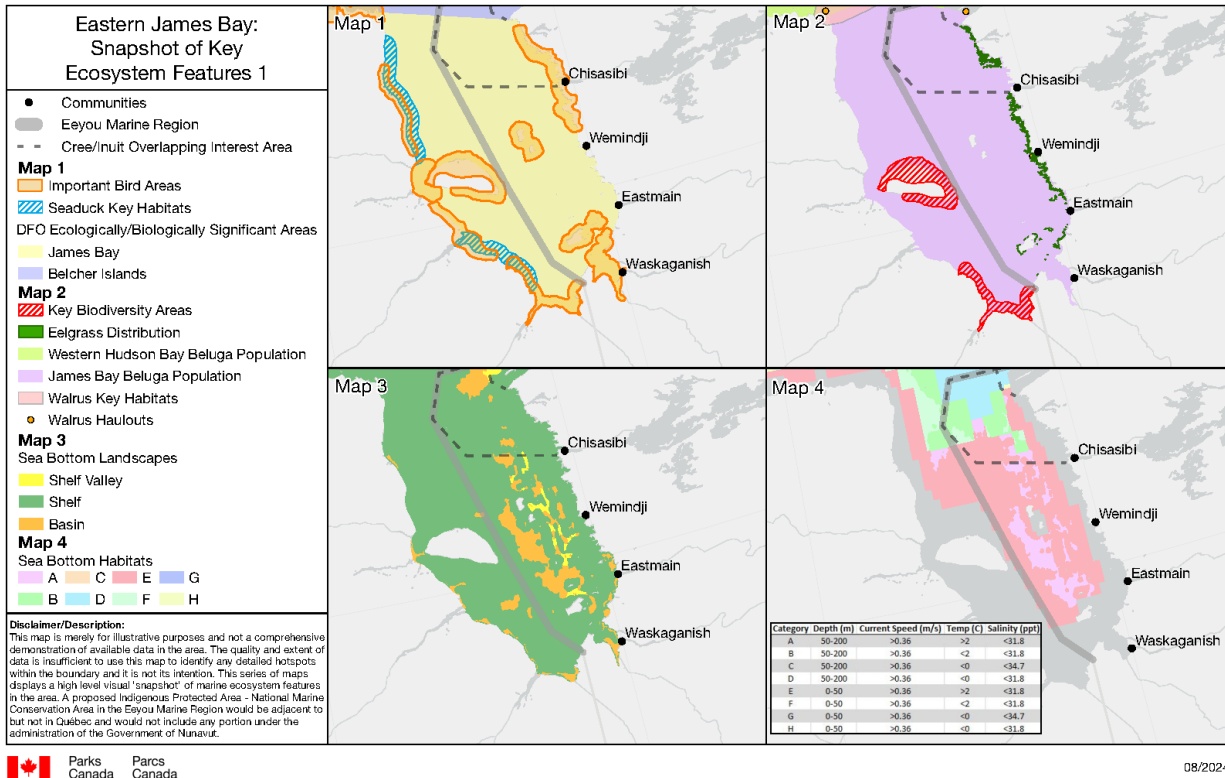 Eastern James Bay:
Snapshot of Key
Ecosystem Features 1
Communities
Eeyou Marine Region
Cree/Inuit Overlapping Interest Area
Map 1
Important Bird Areas
Seaduck Key Habitats
DFO Ecologically/Biologically Significant Areas
James Bay
Belcher Islands
Map 2
Key Biodiversity Areas
Eelgrass Distribution
Western Hudson Bay Beluga Population
James Bay Beluga Population
Walrus Key Habitats
Walrus Haulouts
Map 3
Sea Bottom Landscapes
Shelf Valley
Shelf
Basin
Map 4
Sea Bottom Habitats
A C E G
B D F H
Disclaimer/Description:
This map is merely for illustrative purposes and not a comprehensive
demonstration of available data in the area. The quality and extent of
data is insufficient to use this map to identify any detailed hotspots
within the boundary and it is not its intention. This series of maps
displays a high level visual 'snapshot' of marine ecosystem features
in the area. A proposed Indigenous Protected Area - National Marine
Conservation Area in the Eeyou Marine Region would be adjacent to
but not in Québec and would not include any portion under the
administration of the Government of Nunavut.
Map 1
Chisasibi
Wemindji
Eastmain
Waskaganish
Map 2
Chisasibi
Wemindji
Eastmain
Waskaganish
Map 3
Chisasibi
Wemindji
Eastmain
Waskaganish
Map 4
Chisasibi
Wemindji
Eastmain
Waskaganish
Category Depth (m) Current Speed (m/s) Temp (C) Salinity (ppt)
A 50-200 >0.36 >2 <31.8
B 50-200 >0.36 <2 <31.8
C 50-200 >0.36 <0 <34.7
D 50-200 >0.36 <0 <31.8
E 0-50 >0.36 >2 <31.8
F 0-50 >0.36 <2 <31.8
G 0-50 >0.36 <0 <34.7
H 0-50 >0.36 <0 <31.8
Parks Parcs
Canada Canada
08/2024